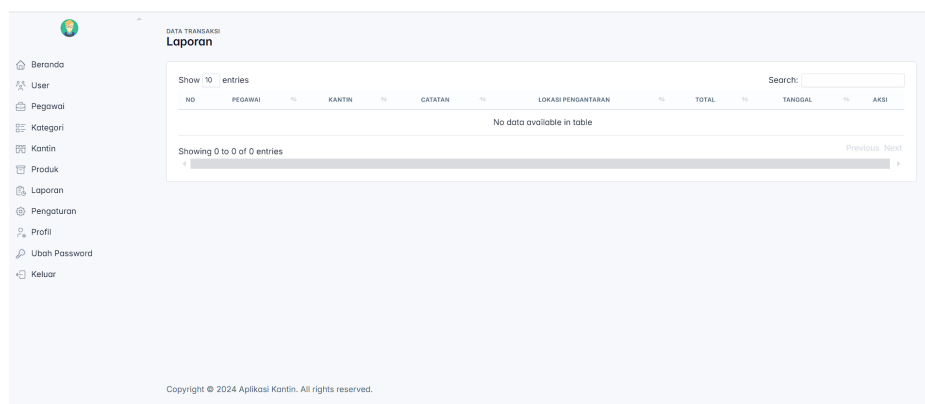 DATA TRANSAKSI
Laporan
Beranda
User
Pegawai
Kategori
Kantin
Produk
Laporan
Pengaturan
Profil
Ubah Password
Keluar
Show 10 entries
Search:
NO PEGAWAI KANTIN CATATAN LOKASI PENGANTARAN TOTAL TANGGAL AKSI
No data available in table
Showing 0 to 0 of 0 entries
Previous Next
Copyright © 2024 Aplikasi Kantin. All rights reserved.